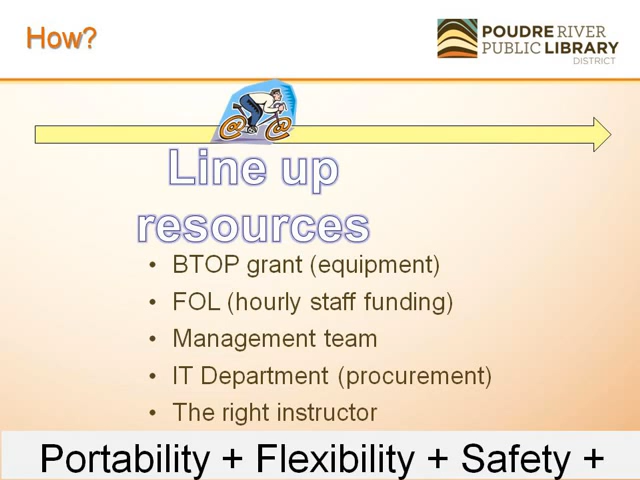 How?
POUDRE RIVER
PUBLIC LIBRARY
DISTRICT
@ @
Line up
resources
• BTOP grant (equipment)
• FOL (hourly staff funding)
• Management team
• IT Department (procurement)
• The right instructor
Portability + Flexibility + Safety +